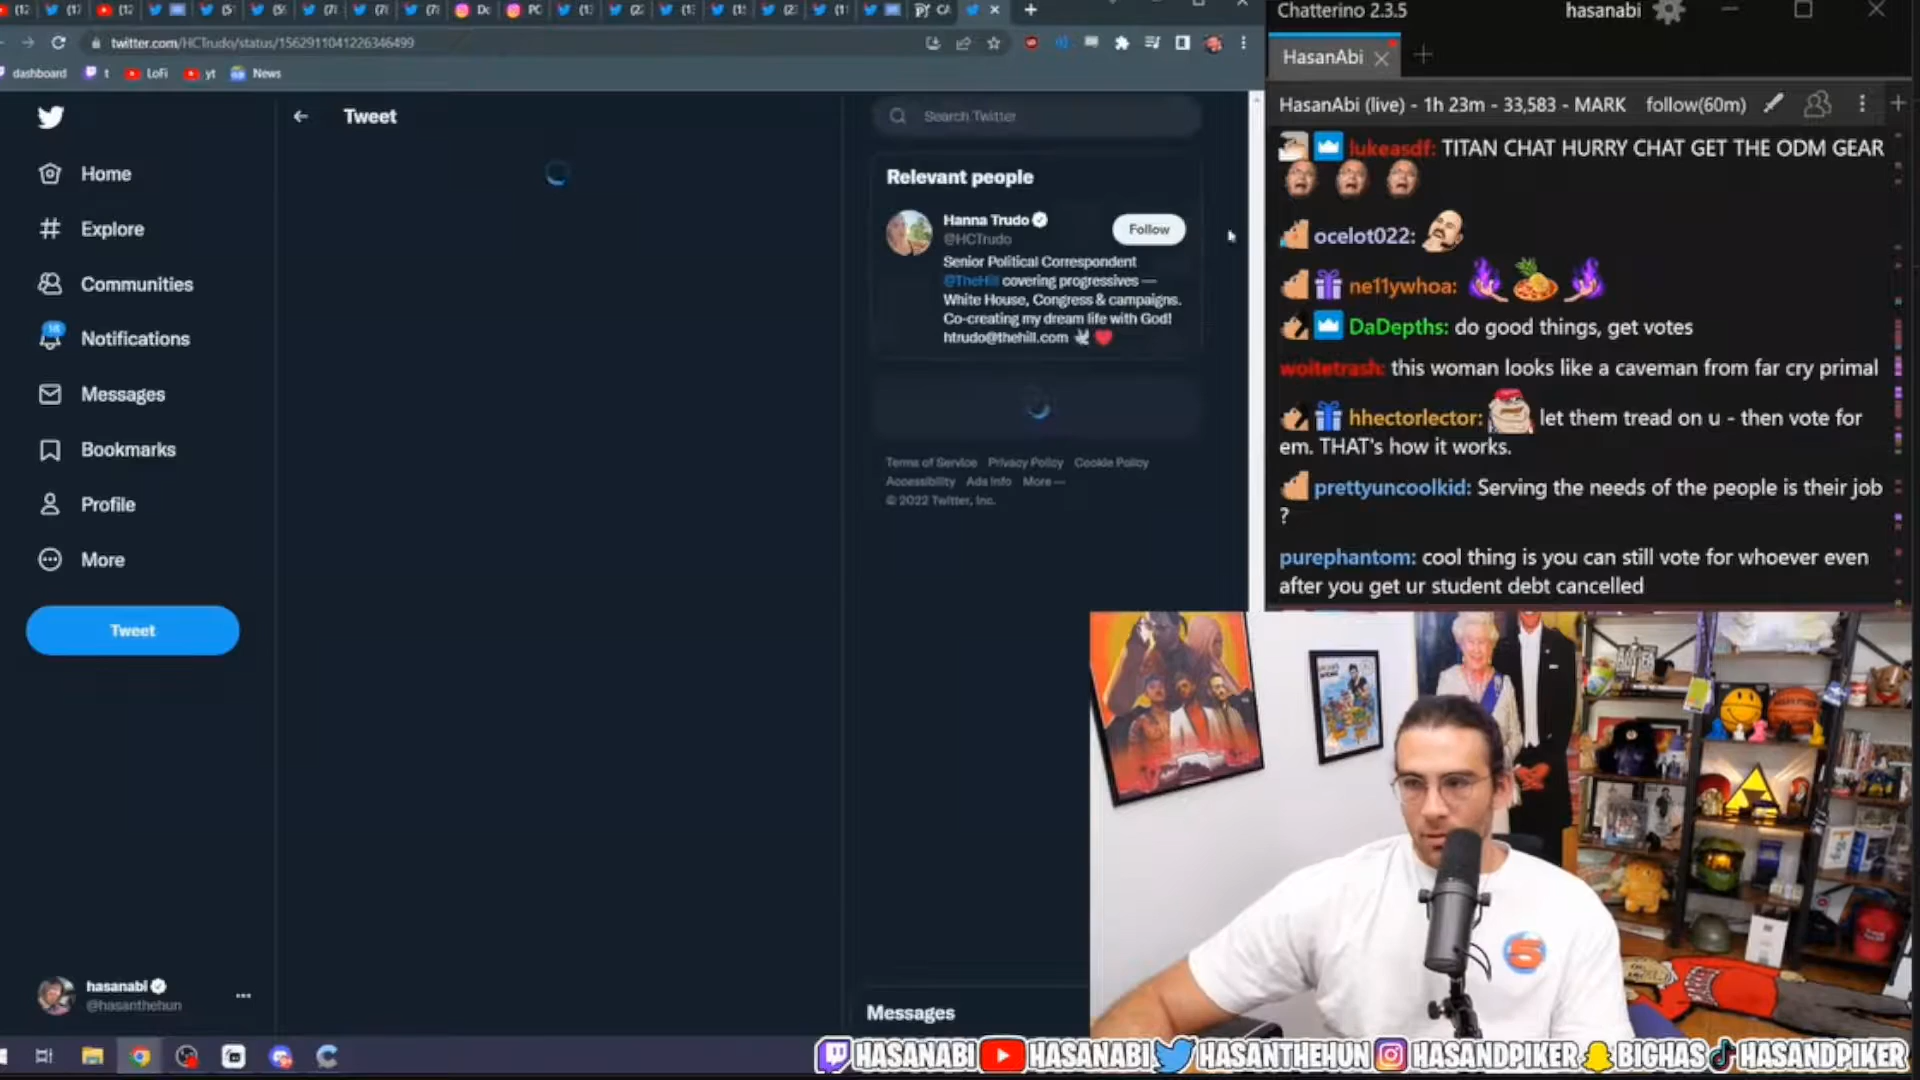 twitter.com/HCTrudo/status/1562911041226346499
dashboard
t
LoFi
yt
News
Tweet
Search Twitter
Home
Explore
Communities
Notifications
Messages
Bookmarks
Profile
More
Tweet
Relevant people
Hanna Trudo
@HCTrudo
Follow
Senior Political Correspondent
@TheHill covering progressives —
White House, Congress & campaigns.
Co-creating my dream life with God!
htrudo@thehill.com
Terms of Service Privacy Policy Cookie Policy
Accessibility Ads info More
© 2022 Twitter, Inc.
hasanabi
@hasanthehun
Messages
Chatterino 2.3.5
hasanabi
HasanAbi
HasanAbi (live) - 1h 23m - 33,583 - MARK follow(60m)
lukeasdf: TITAN CHAT HURRY CHAT GET THE ODM GEAR
ocelot022:
ne11ywhoa:
DaDepths: do good things, get votes
woitetrash: this woman looks like a caveman from far cry primal
hhectorlector: let them tread on u - then vote for
em. THAT's how it works.
prettyuncoolkid: Serving the needs of the people is their job
?
purephantom: cool thing is you can still vote for whoever even
after you get ur student debt cancelled
HASANABI HASANABI HASANTHEHUN HASANDPIKER BIGHAS HASANDPIKER